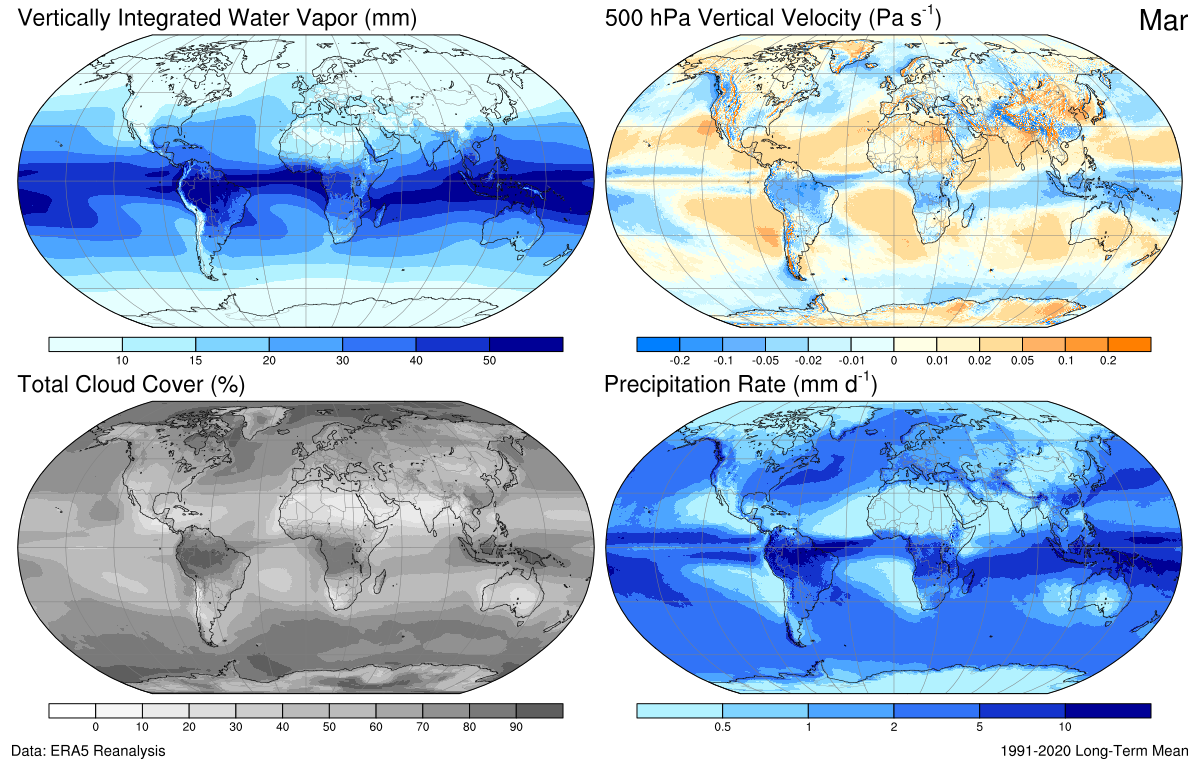 Vertically Integrated Water Vapor (mm)
500 hPa Vertical Velocity (Pa s-1)
Mar
10 15 20 30 40 50
-0.2 -0.1 -0.05 -0.02 -0.01 0 0.01 0.02 0.05 0.1 0.2
Total Cloud Cover (%)
Precipitation Rate (mm d-1)
0 10 20 30 40 50 60 70 80 90
0.5 1 2 5 10
Data: ERA5 Reanalysis
1991-2020 Long-Term Mean